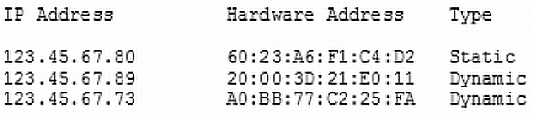 IP Address Hardware Address Type
123.45.67.80 60:23:A6:F1:C4:D2 Static
123.45.67.89 20:00:3D:21:E0:11 Dynamic
123.45.67.73 A0:BB:77:C2:25:FA Dynamic